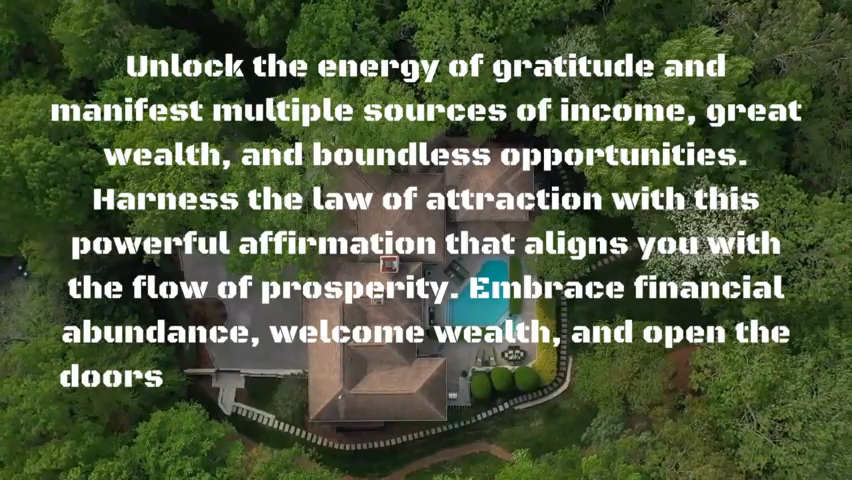 Unlock the energy of gratitude and
manifest multiple sources of income, great
wealth, and boundless opportunities.
Harness the law of attraction with this
powerful affirmation that aligns you with
the flow of prosperity. Embrace financial
abundance, welcome wealth, and open the
doors